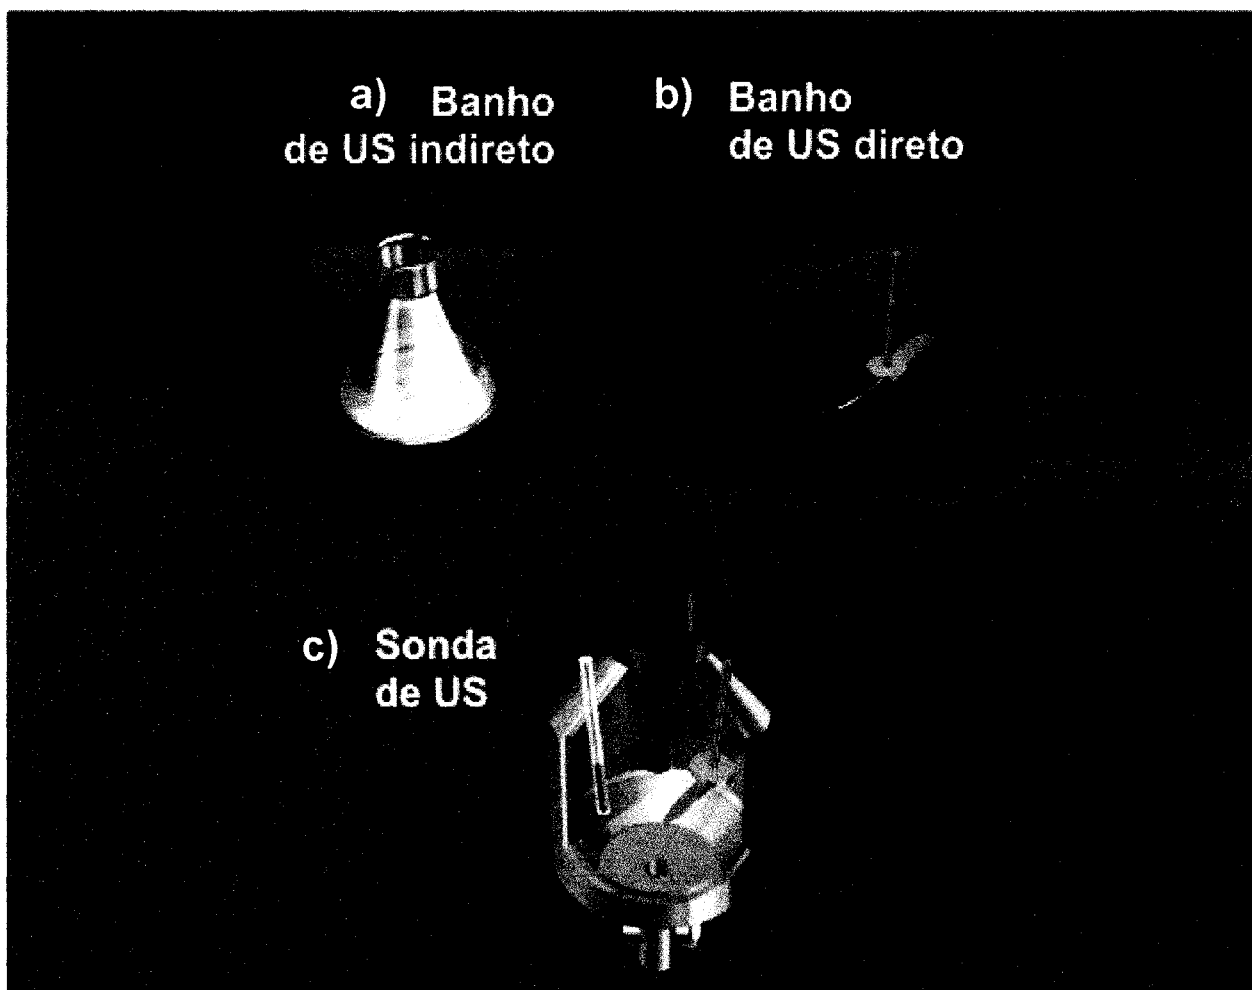 a) Banho
de US indireto
b) Banho
de US direto
c) Sonda
de US